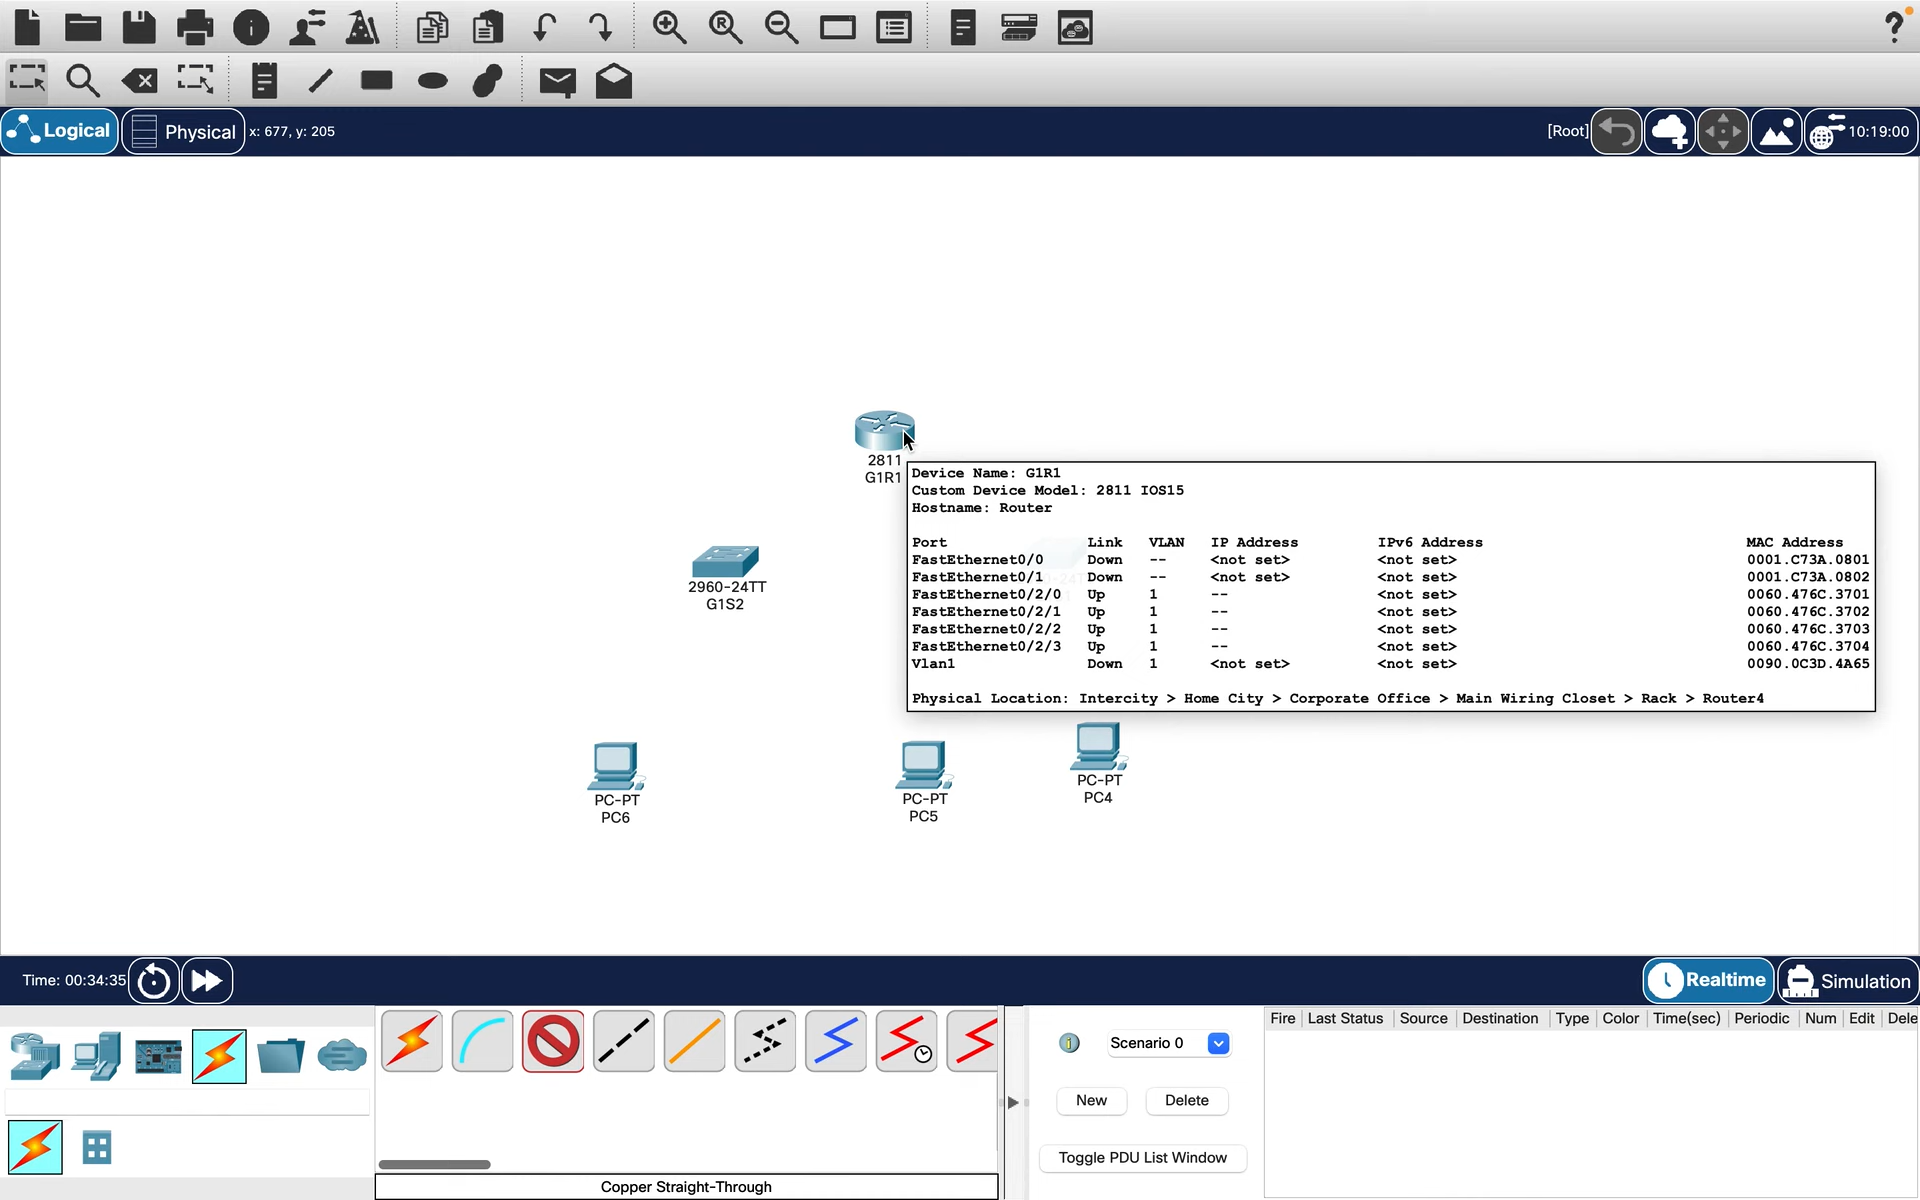 Logical
Physical
x: 677, y: 205
[Root]
10:19:00
2811
G1R1
Device Name: G1R1
Custom Device Model: 2811 IOS15
Hostname: Router
Port Link VLAN IP Address IPv6 Address MAC Address
FastEthernet0/0 Down -- <not set> <not set> 0001.C73A.0801
FastEthernet0/1 Down -- <not set> <not set> 0001.C73A.0802
FastEthernet0/2/0 Up 1 -- <not set> 0060.476C.3701
FastEthernet0/2/1 Up 1 -- <not set> 0060.476C.3702
FastEthernet0/2/2 Up 1 -- <not set> 0060.476C.3703
FastEthernet0/2/3 Up 1 -- <not set> 0060.476C.3704
Vlan1 Down 1 <not set> <not set> 0090.0C3D.4A65
Physical Location: Intercity > Home City > Corporate Office > Main Wiring Closet > Rack > Router4
2960-24TT
G1S2
PC-PT
PC6
PC-PT
PC5
PC-PT
PC4
Time: 00:34:35
Realtime
Simulation
Scenario 0
New
Delete
Toggle PDU List Window
Fire Last Status Source Destination Type Color Time(sec) Periodic Num Edit Dele
Copper Straight-Through